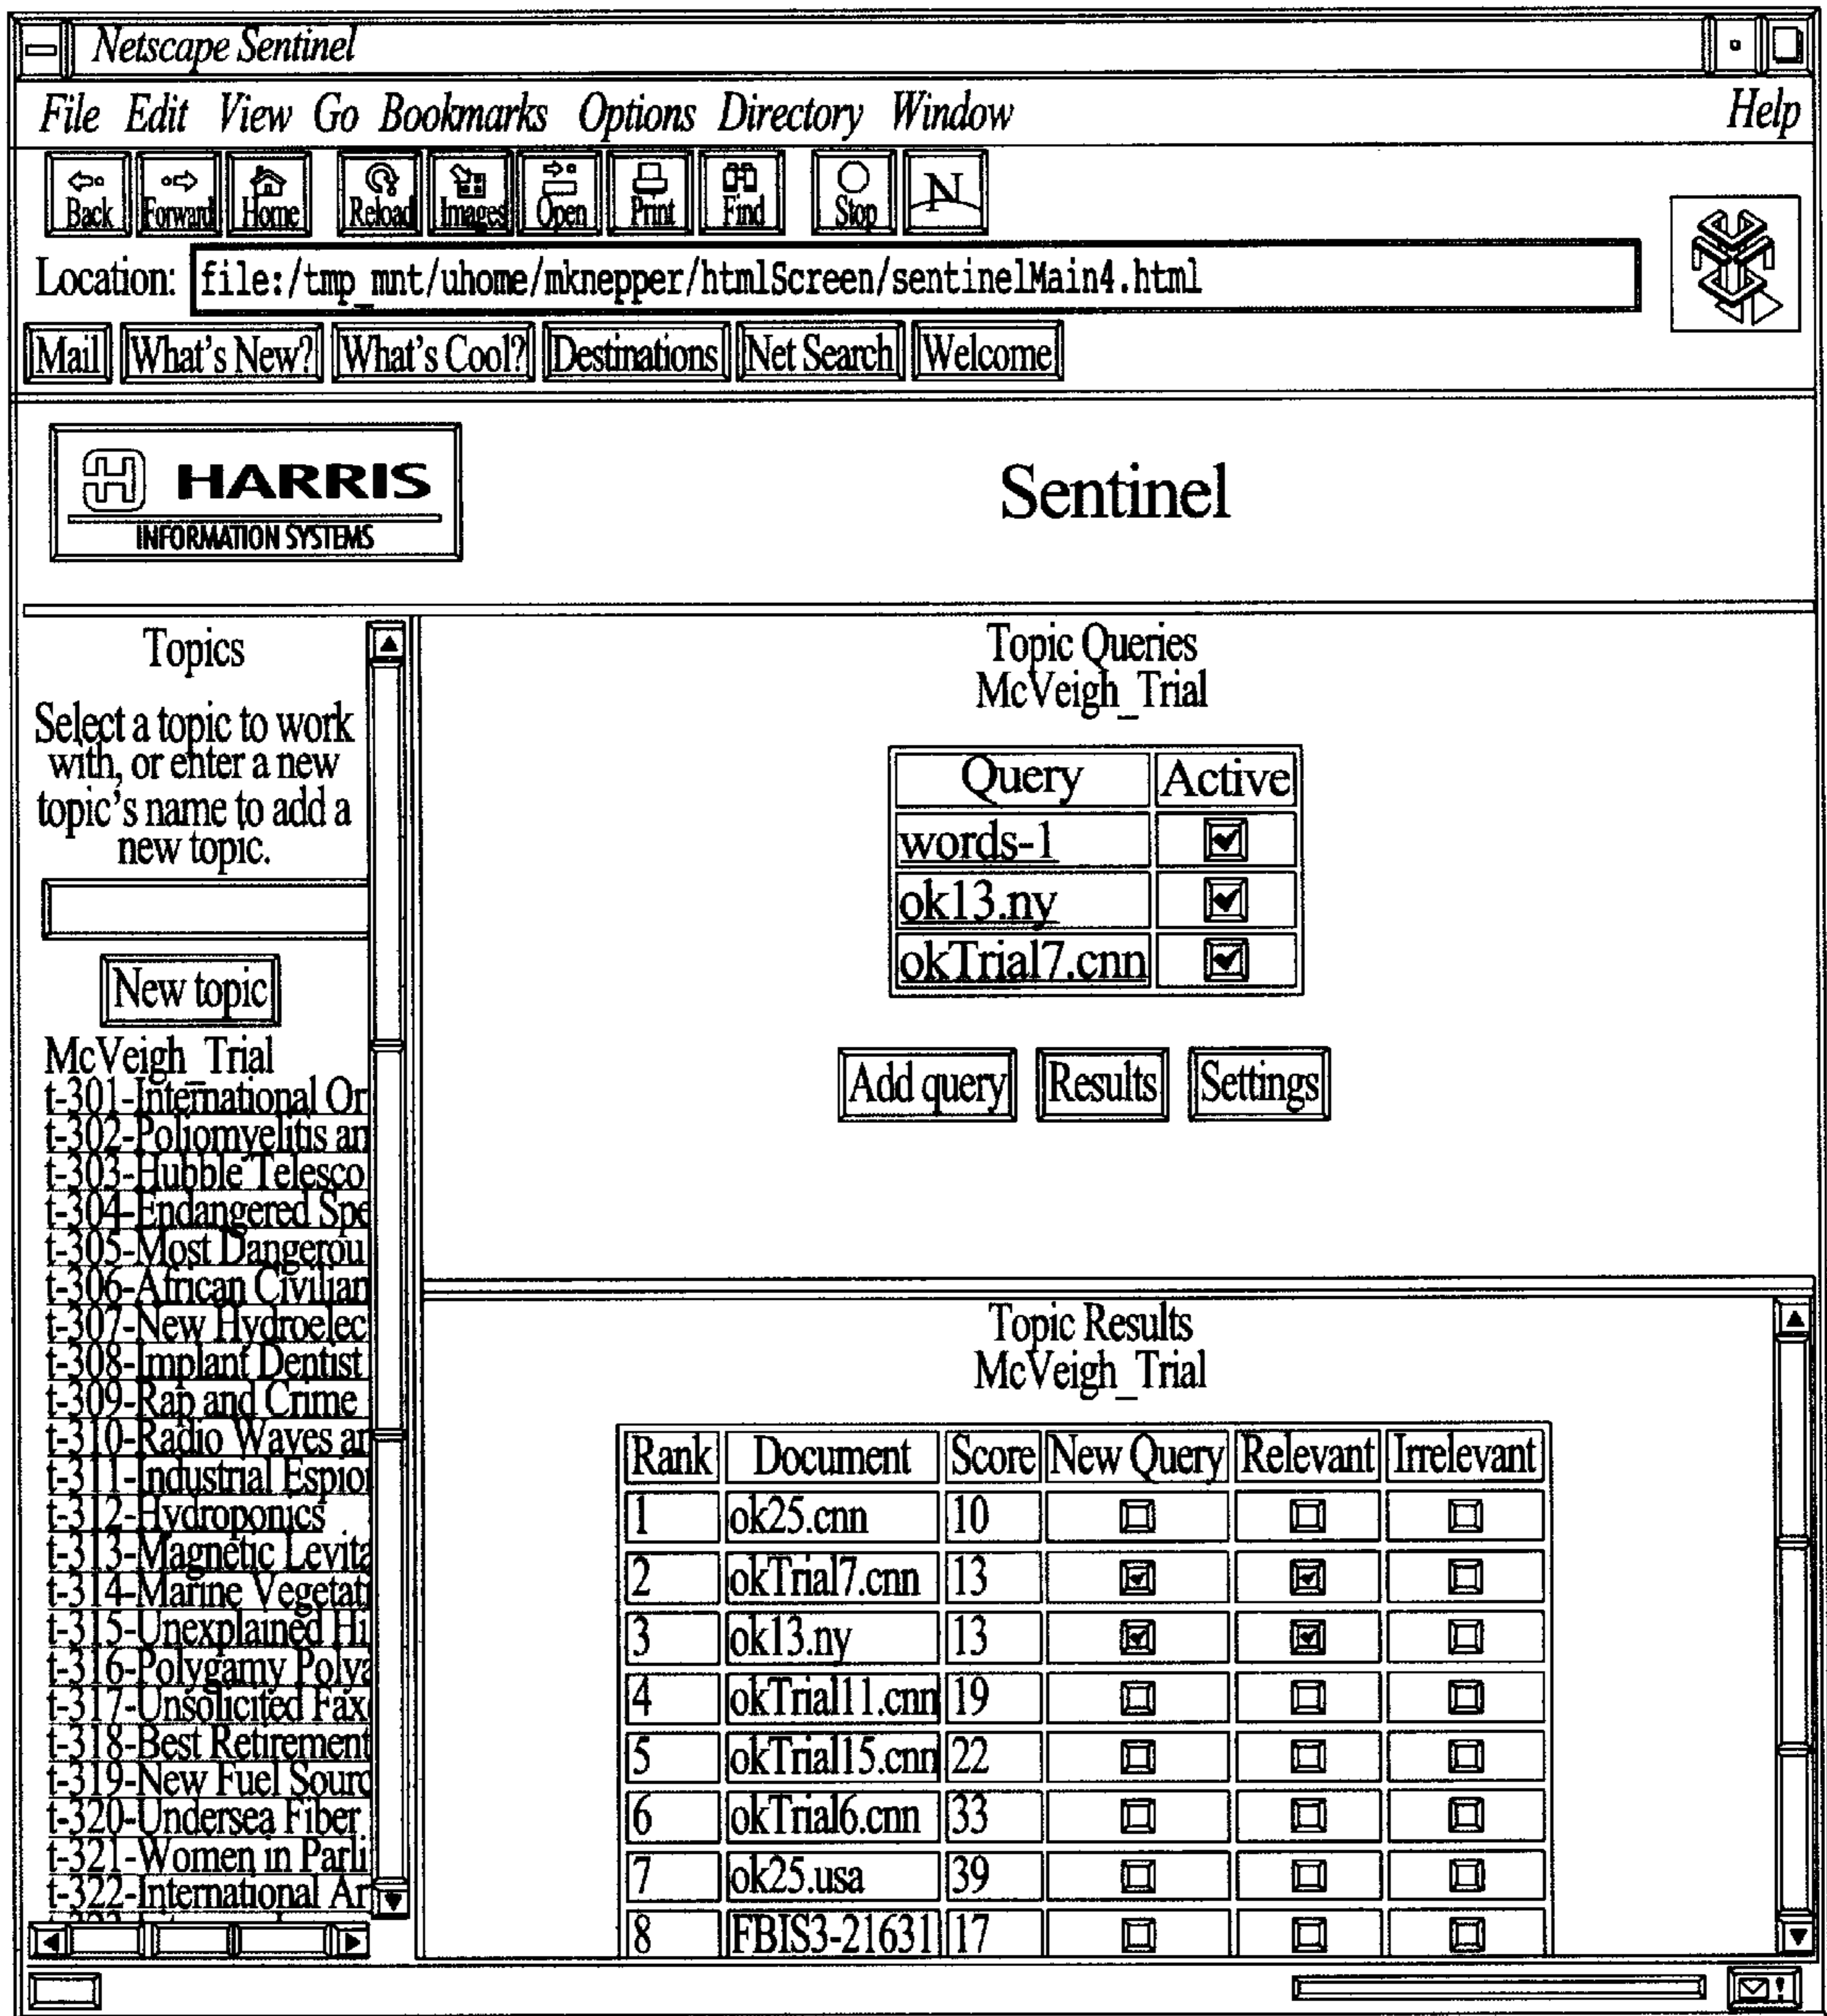 Netscape Sentinel
File Edit View Go Bookmarks Options Directory Window Help
Back Forward Home Reload Images Open Print Find Stop N
Location: file:/tmp_mnt/uhome/mknepper/htmlScreen/sentinelMain4.html
Mail What's New? What's Cool? Destinations Net Search Welcome
HARRIS
INFORMATION SYSTEMS
Sentinel
Topics
Select a topic to work
with, or enter a new
topic's name to add a
new topic.
New topic
McVeigh_Trial
t-301-International Or
t-302-Poliomyelitis an
t-303-Hubble Telesco
t-304-Endangered Spe
t-305-Most Dangerou
t-306-African Civilian
t-307-New Hydroelec
t-308-Implant Dentist
t-309-Rap and Crime
t-310-Radio Waves an
t-311-Industrial Espion
t-312-Hydroponics
t-313-Magnetic Levita
t-314-Marine Vegetati
t-315-Unexplained Hi
t-316-Polygamy Polya
t-317-Unsolicited Faxe
t-318-Best Retirement
t-319-New Fuel Sourc
t-320-Undersea Fiber
t-321-Women in Parli
t-322-International Ar
Topic Queries
McVeigh_Trial
Query Active
words-1
ok13.ny
okTrial7.cnn
Add query Results Settings
Topic Results
McVeigh_Trial
Rank Document Score New Query Relevant Irrelevant
1 ok25.cnn 10
2 okTrial7.cnn 13
3 ok13.ny 13
4 okTrial11.cnn 19
5 okTrial15.cnn 22
6 okTrial6.cnn 33
7 ok25.usa 39
8 FBIS3-21631 17